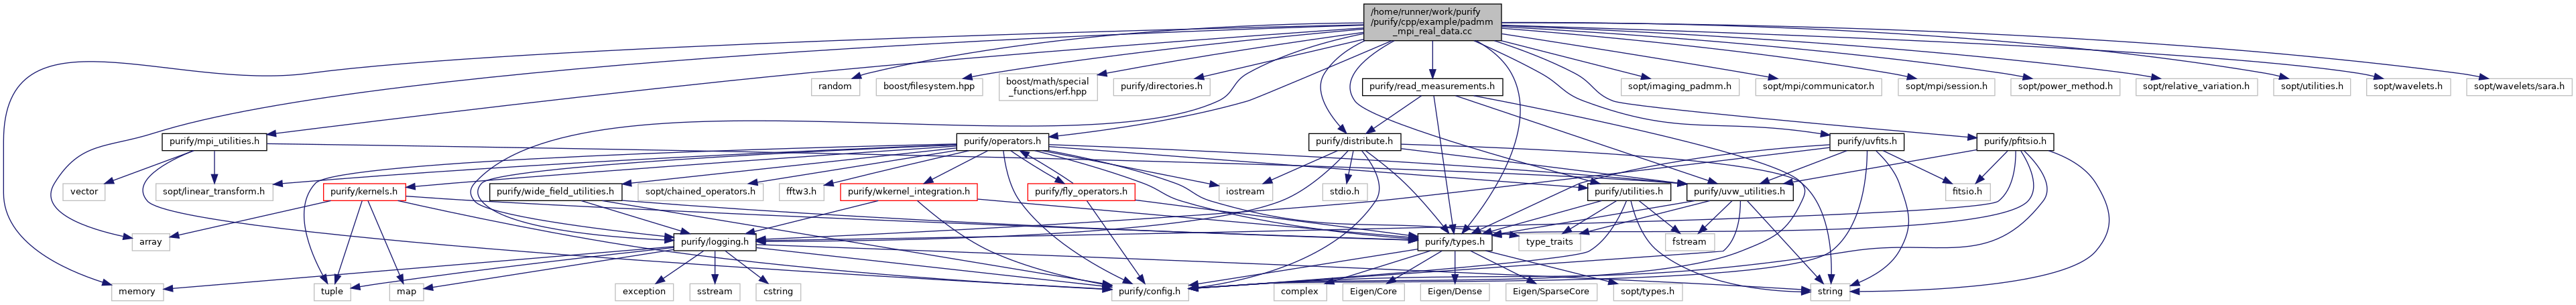 /home/runner/work/purify
/purify/cpp/example/padmm
_mpi_real_data.cc
random
boost/filesystem.hpp
boost/math/special
_functions/erf.hpp
purify/directories.h
purify/read_measurements.h
sopt/imaging_padmm.h
sopt/mpi/communicator.h
sopt/mpi/session.h
sopt/power_method.h
sopt/relative_variation.h
sopt/utilities.h
sopt/wavelets.h
sopt/wavelets/sara.h
purify/mpi_utilities.h
purify/operators.h
purify/distribute.h
purify/uvfits.h
purify/pfitsio.h
vector
sopt/linear_transform.h
purify/kernels.h
purify/wide_field_utilities.h
sopt/chained_operators.h
fftw3.h
purify/wkernel_integration.h
purify/fly_operators.h
iostream
stdio.h
purify/utilities.h
purify/uvw_utilities.h
fitsio.h
array
purify/logging.h
purify/types.h
type_traits
fstream
memory
tuple
map
purify/config.h
exception
sstream
cstring
complex
Eigen/Core
Eigen/Dense
Eigen/SparseCore
sopt/types.h
string